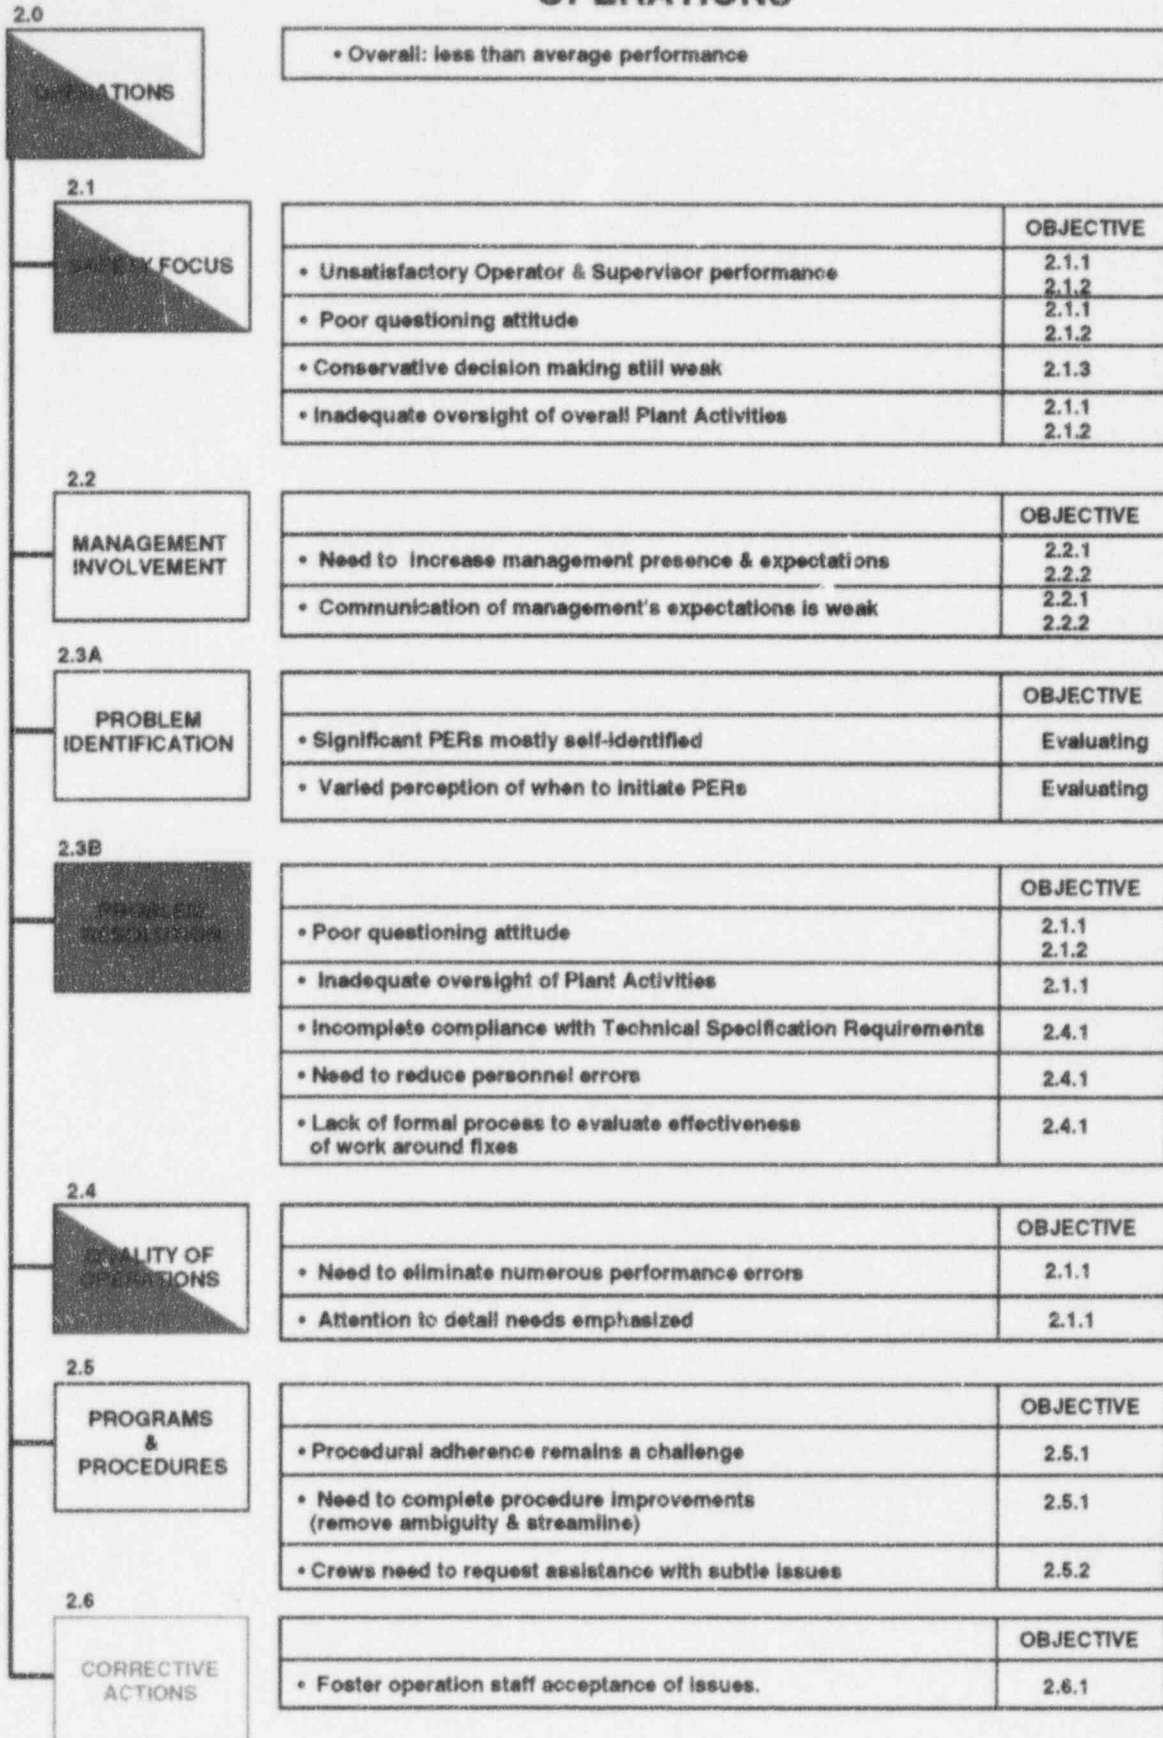 OPERATIONS
2.0
OPERATIONS
• Overall: less than average performance
2.1
SAFETY FOCUS
OBJECTIVE
• Unsatisfactory Operator & Supervisor performance
2.1.1
2.1.2
• Poor questioning attitude
2.1.1
2.1.2
• Conservative decision making still weak
2.1.3
• Inadequate oversight of overall Plant Activities
2.1.1
2.1.2
2.2
MANAGEMENT
INVOLVEMENT
OBJECTIVE
• Need to increase management presence & expectations
2.2.1
2.2.2
• Communication of management's expectations is weak
2.2.1
2.2.2
2.3A
PROBLEM
IDENTIFICATION
OBJECTIVE
• Significant PERs mostly self-identified
Evaluating
• Varied perception of when to initiate PERs
Evaluating
2.3B
PROBLEM
RESOLUTION
OBJECTIVE
• Poor questioning attitude
2.1.1
2.1.2
• Inadequate oversight of Plant Activities
2.1.1
• Incomplete compliance with Technical Specification Requirements
2.4.1
• Need to reduce personnel errors
2.4.1
• Lack of formal process to evaluate effectiveness
of work around fixes
2.4.1
2.4
QUALITY OF
OPERATIONS
OBJECTIVE
• Need to eliminate numerous performance errors
2.1.1
• Attention to detail needs emphasized
2.1.1
2.5
PROGRAMS
&
PROCEDURES
OBJECTIVE
• Procedural adherence remains a challenge
2.5.1
• Need to complete procedure improvements
(remove ambiguity & streamline)
2.5.1
• Crews need to request assistance with subtle issues
2.5.2
2.6
CORRECTIVE
ACTIONS
OBJECTIVE
• Foster operation staff acceptance of issues.
2.6.1